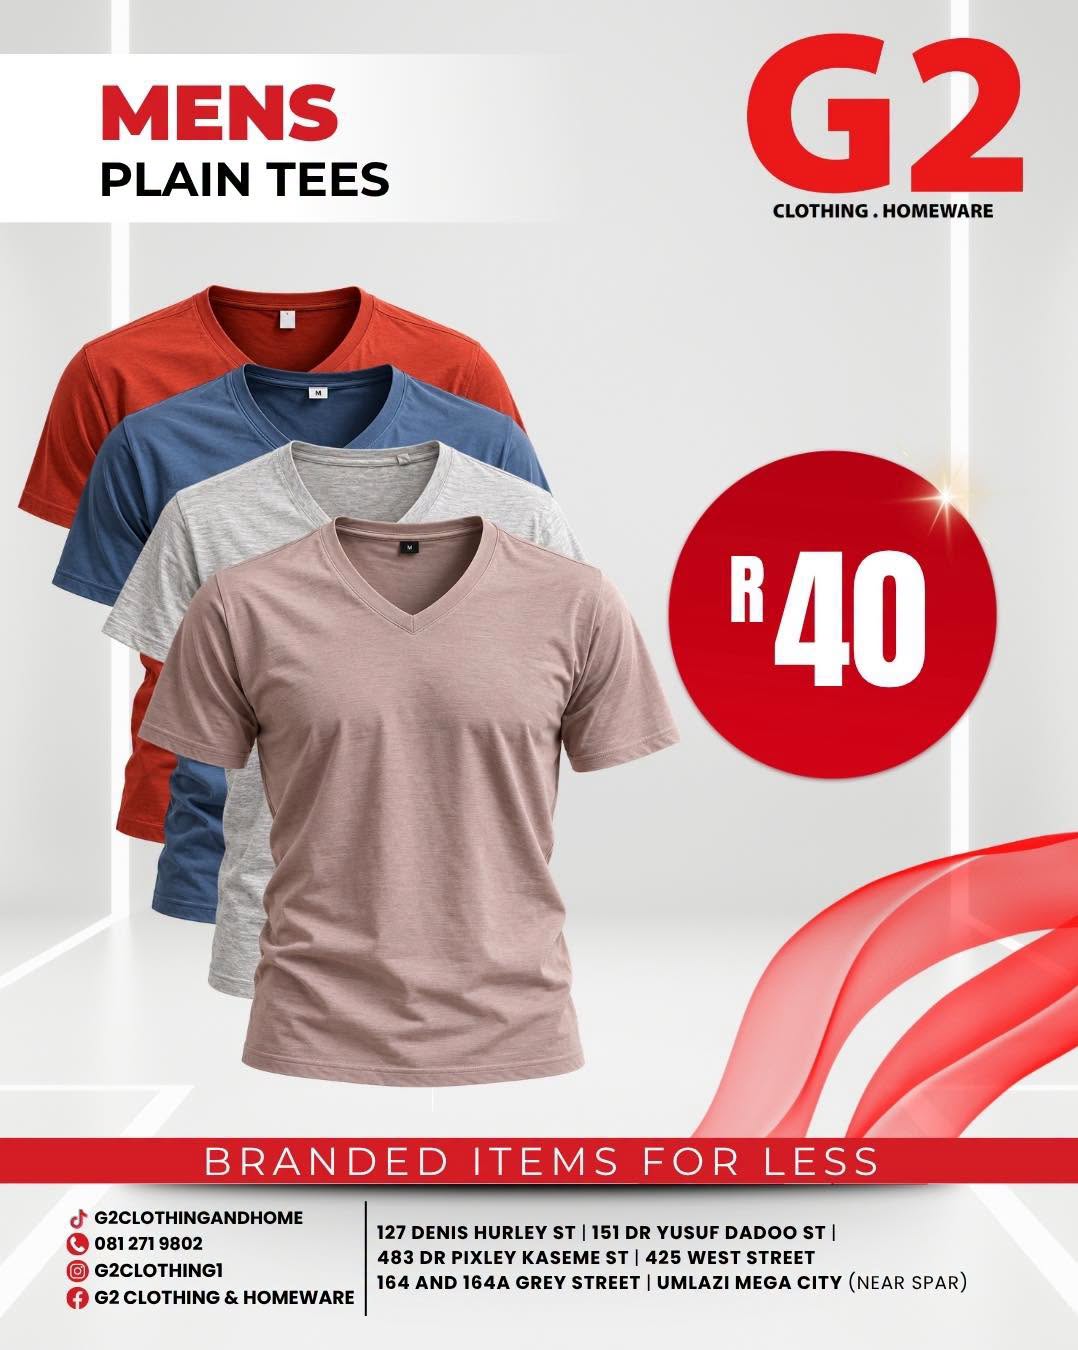 MENS
PLAIN TEES
G2
CLOTHING . HOMEWARE
M
M
R40
BRANDED ITEMS FOR LESS
G2CLOTHINGANDHOME
081 271 9802
G2CLOTHING1
G2 CLOTHING & HOMEWARE
127 DENIS HURLEY ST | 151 DR YUSUF DADOO ST |
483 DR PIXLEY KASEME ST | 425 WEST STREET
164 AND 164A GREY STREET | UMLAZI MEGA CITY (NEAR SPAR)